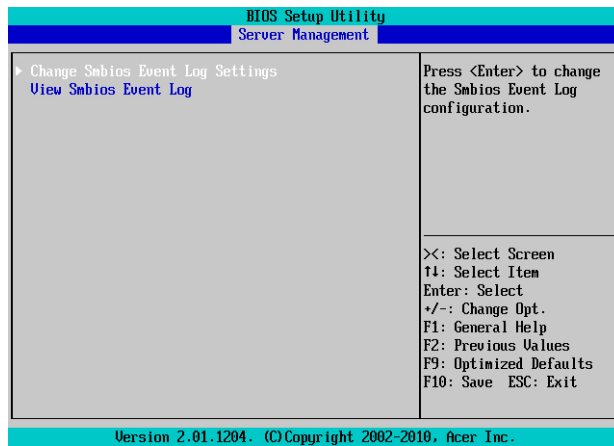 BIOS Setup Utility
Server Management
Change Smbios Event Log Settings
View Smbios Event Log
Press <Enter> to change
the Smbios Event Log
configuration.
><: Select Screen
↑↓: Select Item
Enter: Select
+/-: Change Opt.
F1: General Help
F2: Previous Values
F9: Optimized Defaults
F10: Save ESC: Exit
Version 2.01.1204. (C)Copyright 2002-2010, Acer Inc.